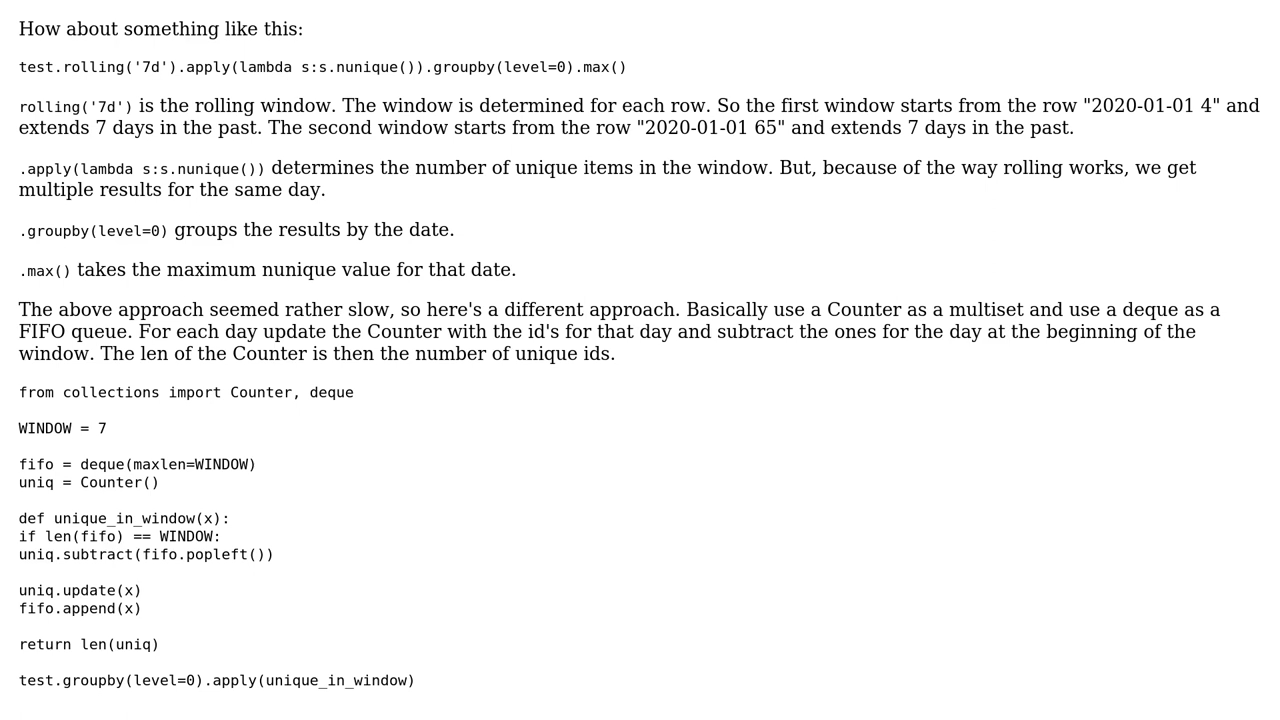 How about something like this:
test.rolling('7d').apply(lambda s:s.nunique()).groupby(level=0).max()
rolling('7d') is the rolling window. The window is determined for each row. So the first window starts from the row "2020-01-01 4" and
extends 7 days in the past. The second window starts from the row "2020-01-01 65" and extends 7 days in the past.
.apply(lambda s:s.nunique()) determines the number of unique items in the window. But, because of the way rolling works, we get
multiple results for the same day.
.groupby(level=0) groups the results by the date.
.max() takes the maximum nunique value for that date.
The above approach seemed rather slow, so here's a different approach. Basically use a Counter as a multiset and use a deque as a
FIFO queue. For each day update the Counter with the id's for that day and subtract the ones for the day at the beginning of the
window. The len of the Counter is then the number of unique ids.
from collections import Counter, deque
WINDOW = 7
fifo = deque(maxlen=WINDOW)
uniq = Counter()
def unique_in_window(x):
if len(fifo) == WINDOW:
uniq.subtract(fifo.popleft())
uniq.update(x)
fifo.append(x)
return len(uniq)
test.groupby(level=0).apply(unique_in_window)